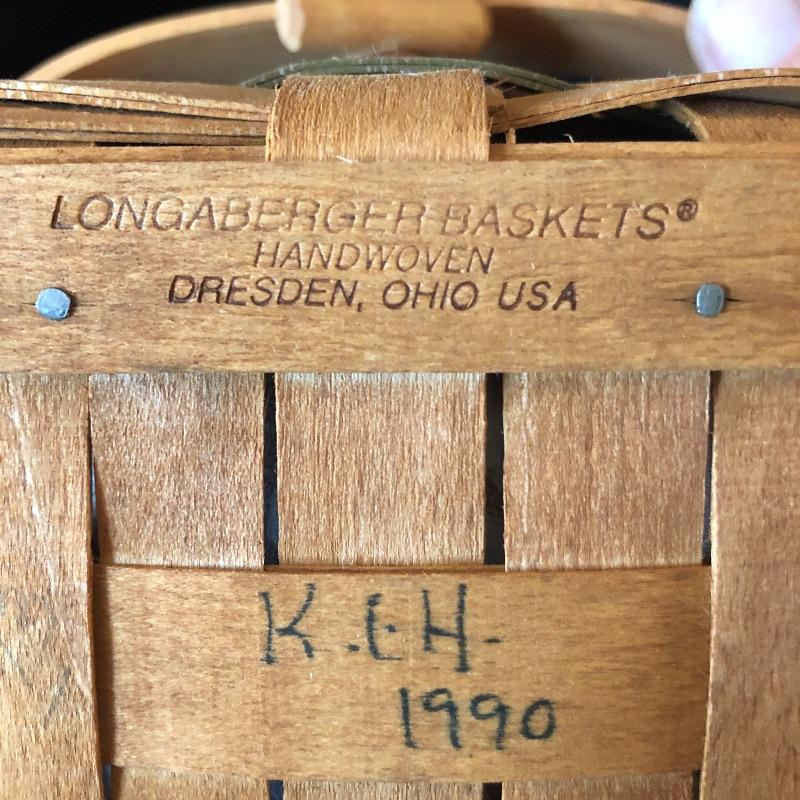 LONGABERGER BASKETS®
HANDWOVEN
DRESDEN, OHIO USA
K.E.H.
1990